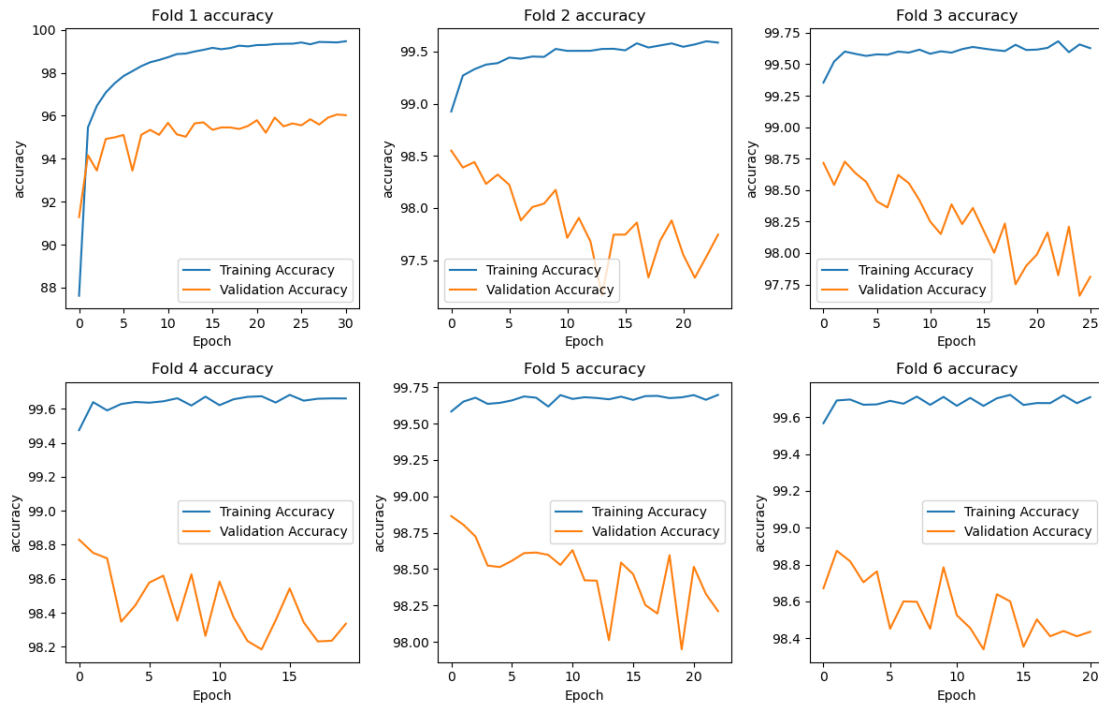 Fold 1 accuracy
100
98
96
94
92
90
88
accuracy
Training Accuracy
Validation Accuracy
0 5 10 15 20 25 30
Epoch
Fold 2 accuracy
99.5
99.0
98.5
98.0
97.5
accuracy
Training Accuracy
Validation Accuracy
0 5 10 15 20
Epoch
Fold 3 accuracy
99.75
99.50
99.25
99.00
98.75
98.50
98.25
98.00
97.75
accuracy
Training Accuracy
Validation Accuracy
0 5 10 15 20 25
Epoch
Fold 4 accuracy
99.6
99.4
99.2
99.0
98.8
98.6
98.4
98.2
accuracy
Training Accuracy
Validation Accuracy
0 5 10 15
Epoch
Fold 5 accuracy
99.75
99.50
99.25
99.00
98.75
98.50
98.25
98.00
accuracy
Training Accuracy
Validation Accuracy
0 5 10 15 20
Epoch
Fold 6 accuracy
99.6
99.4
99.2
99.0
98.8
98.6
98.4
accuracy
Training Accuracy
Validation Accuracy
0 5 10 15 20
Epoch